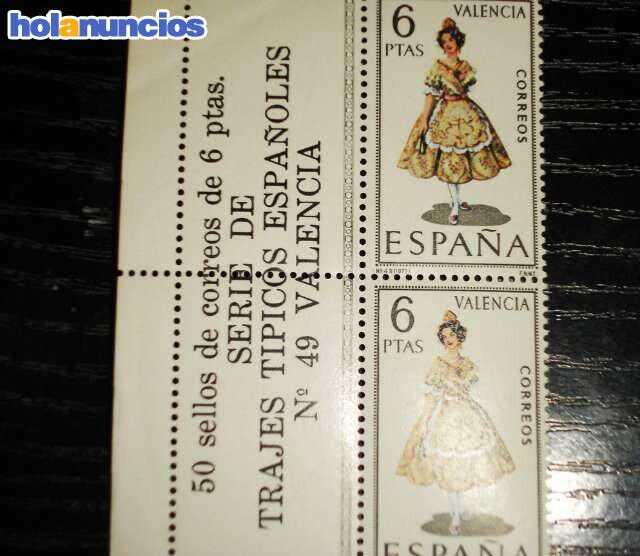 holanuncios
50 sellos de correos de 6 ptas.
SERIE DE
TRAJES TIPICOS ESPAÑOLES
Nº 49 VALENCIA
6
PTAS
VALENCIA
CORREOS
ESPAÑA
6
PTAS
VALENCIA
CORREOS
ESPAÑA